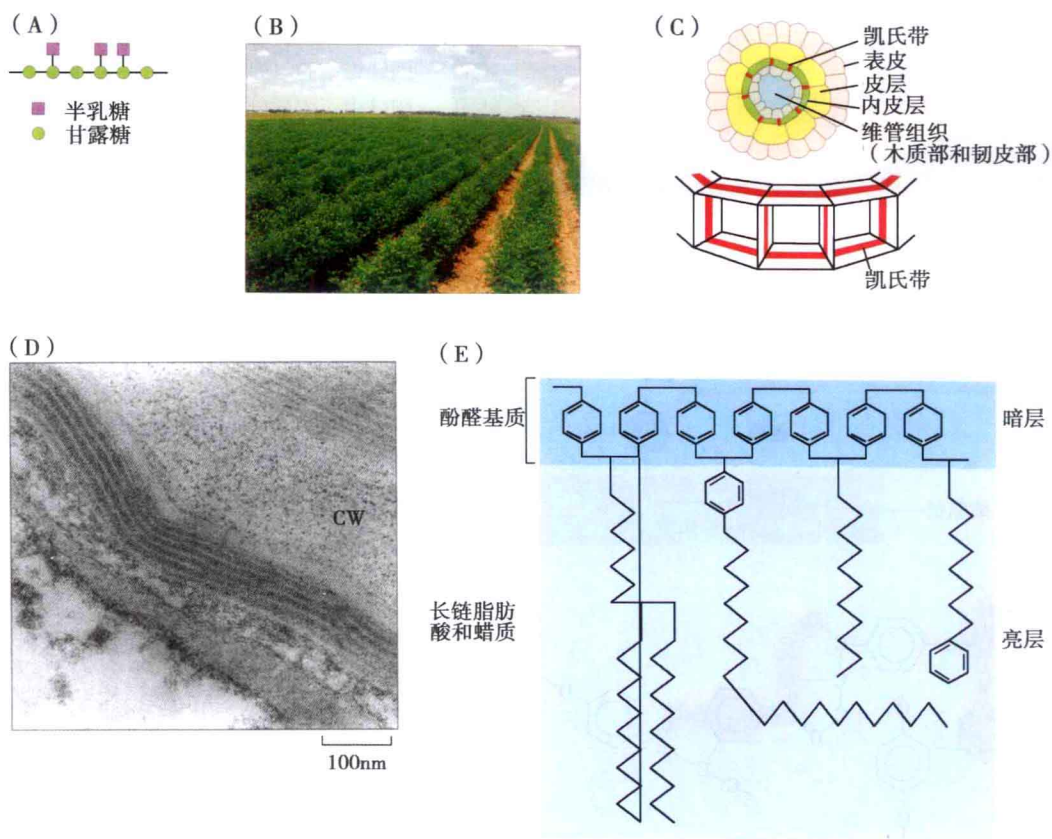 (A)
半乳糖
甘露糖
(B)
(C)
凯氏带
表皮
皮层
内皮层
维管组织
(木质部和韧皮部)
凯氏带
(D)
CW
100nm
(E)
酚醛基质
暗层
长链脂肪
酸和蜡质
亮层